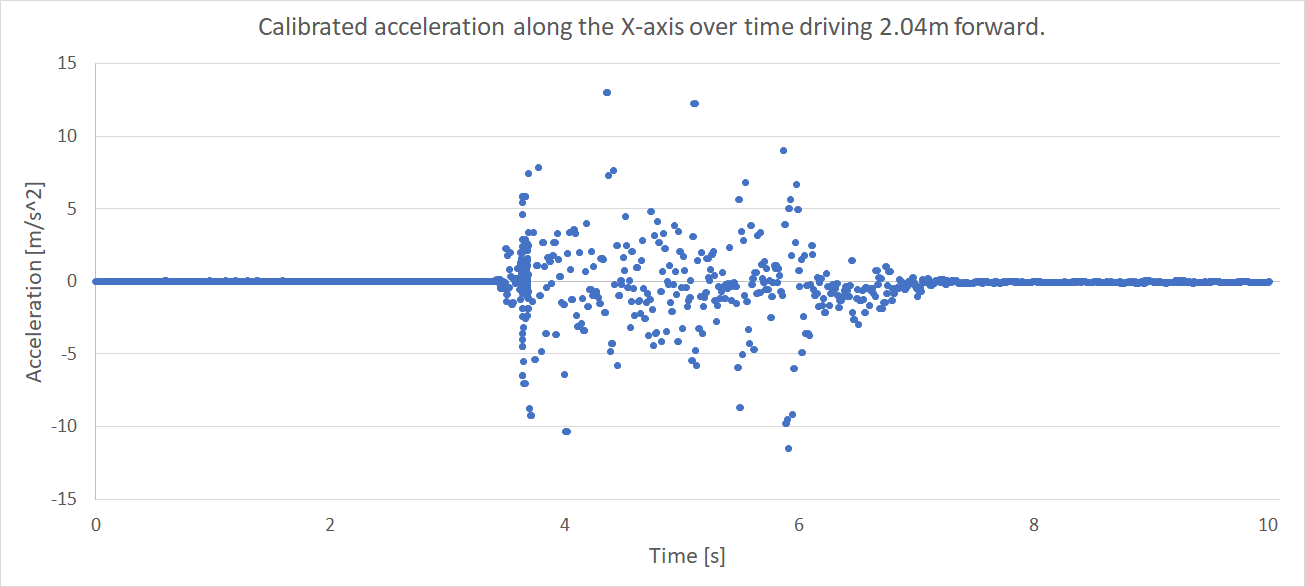 Calibrated acceleration along the X-axis over time driving 2.04m forward.
15
10
5
0
-5
-10
-15
Acceleration [m/s^2]
0 2 4 6 8 10
Time [s]